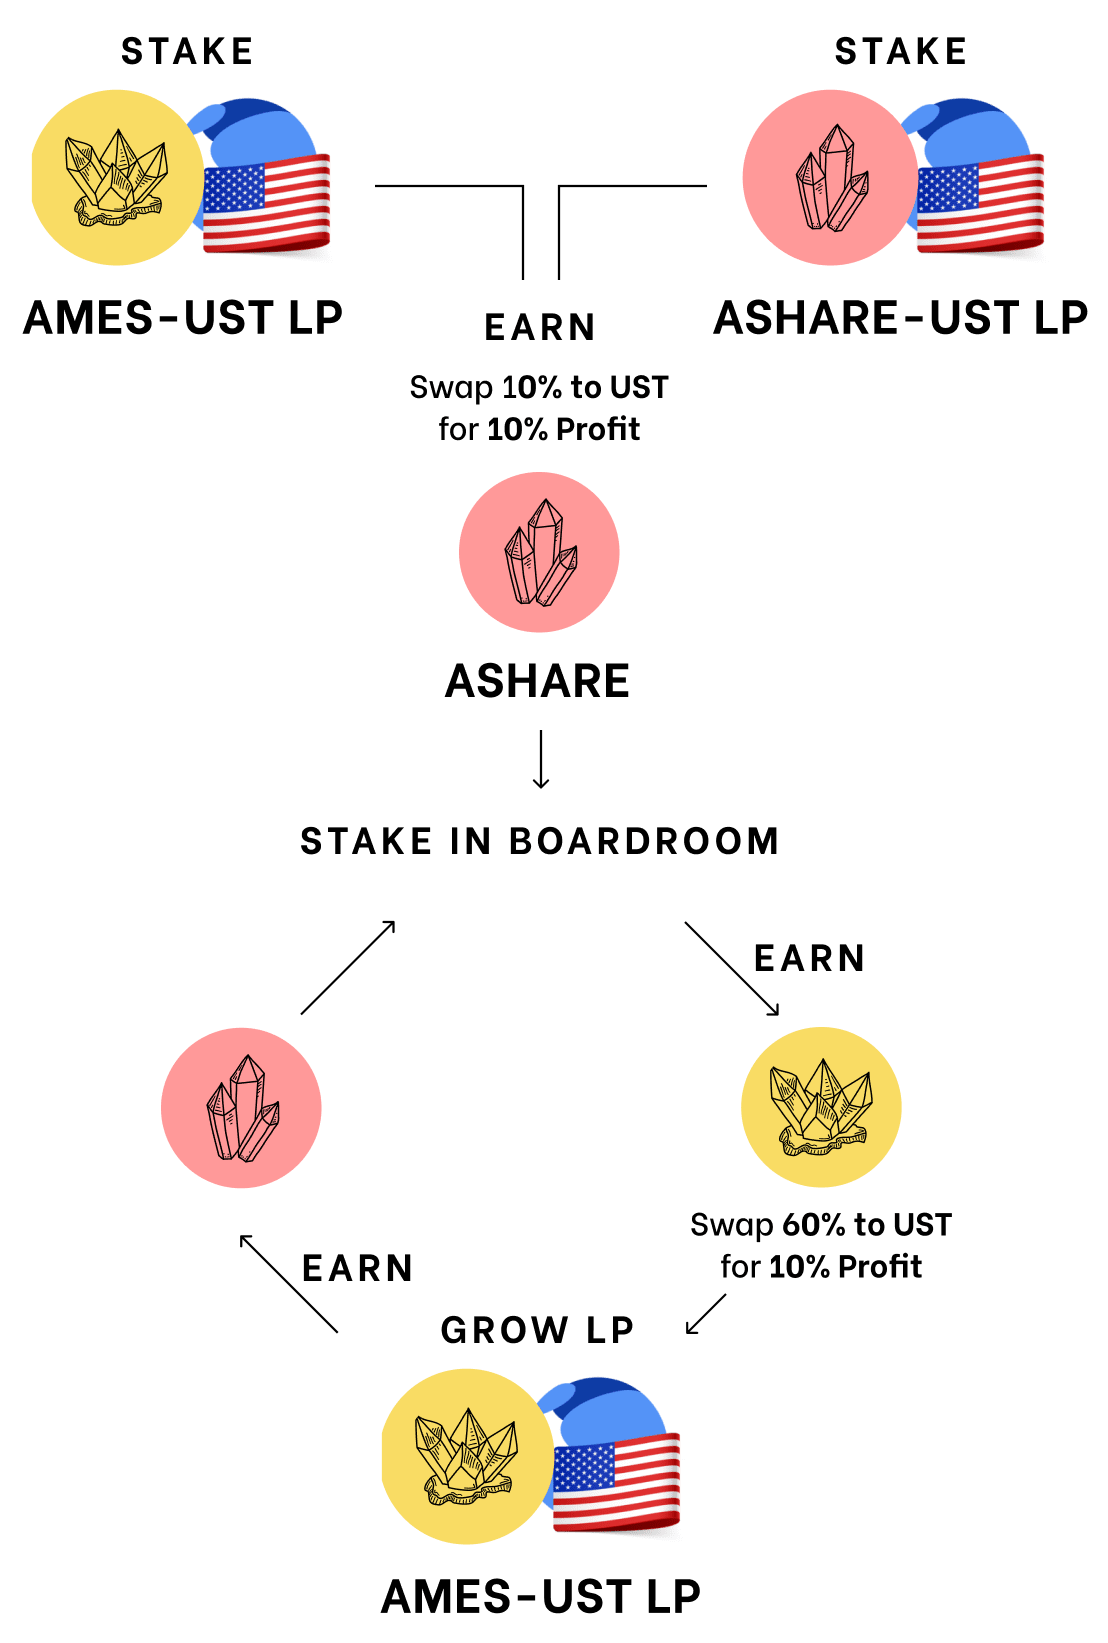 STAKE
STAKE
AMES-UST LP
ASHARE-UST LP
EARN
Swap 10% to UST
for 10% Profit
ASHARE
STAKE IN BOARDROOM
EARN
Swap 60% to UST
for 10% Profit
EARN
GROW LP
AMES-UST LP